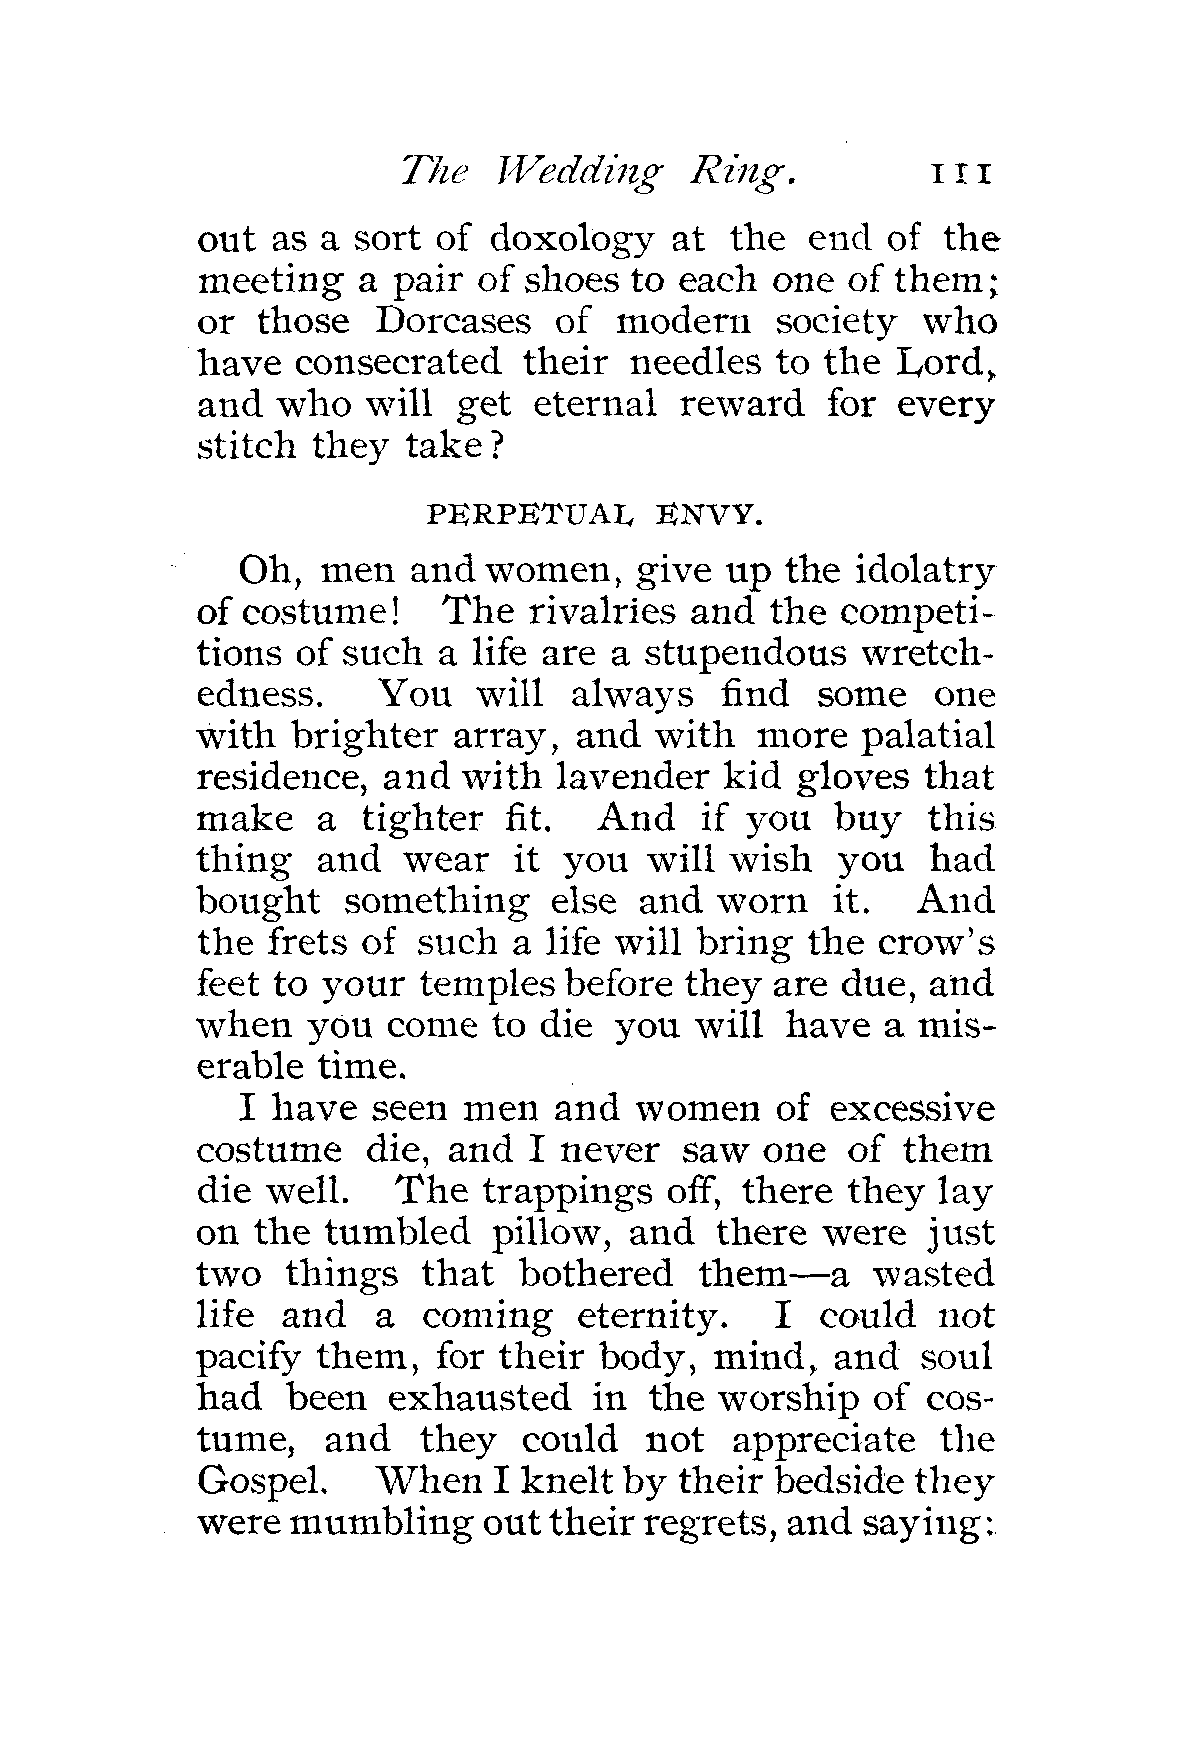 The Wedding Ring. 111
out as a sort of doxology at the end of the
meeting a pair of shoes to each one of them;
or those Dorcases of modern society who
have consecrated their needles to the Lord,
and who will get eternal reward for every
stitch they take?
PERPETUAL ENVY.
Oh, men and women, give up the idolatry
of costume! The rivalries and the competi-
tions of such a life are a stupendous wretch-
edness. You will always find some one
with brighter array, and with more palatial
residence, and with lavender kid gloves that
make a tighter fit. And if you buy this
thing and wear it you will wish you had
bought something else and worn it. And
the frets of such a life will bring the crow's
feet to your temples before they are due, and
when you come to die you will have a mis-
erable time.
I have seen men and women of excessive
costume die, and I never saw one of them
die well. The trappings off, there they lay
on the tumbled pillow, and there were just
two things that bothered them—a wasted
life and a coming eternity. I could not
pacify them, for their body, mind, and soul
had been exhausted in the worship of cos-
tume, and they could not appreciate the
Gospel. When I knelt by their bedside they
were mumbling out their regrets, and saying: